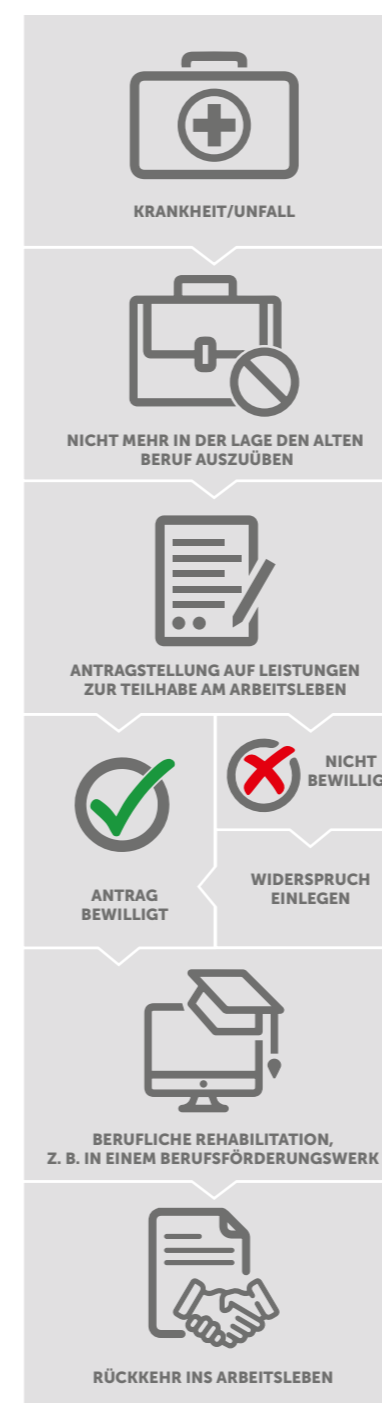 KRANKHEIT/UNFALL
NICHT MEHR IN DER LAGE DEN ALTEN
BERUF AUSZUÜBEN
ANTRAGSTELLUNG AUF LEISTUNGEN
ZUR TEILHABE AM ARBEITSLEBEN
ANTRAG
BEWILLIGT
NICHT
BEWILLIG
WIDERSPRUCH
EINLEGEN
BERUFLICHE REHABILITATION,
Z. B. IN EINEM BERUFSFÖRDERUNGSWERK
RÜCKKEHR INS ARBEITSLEBEN